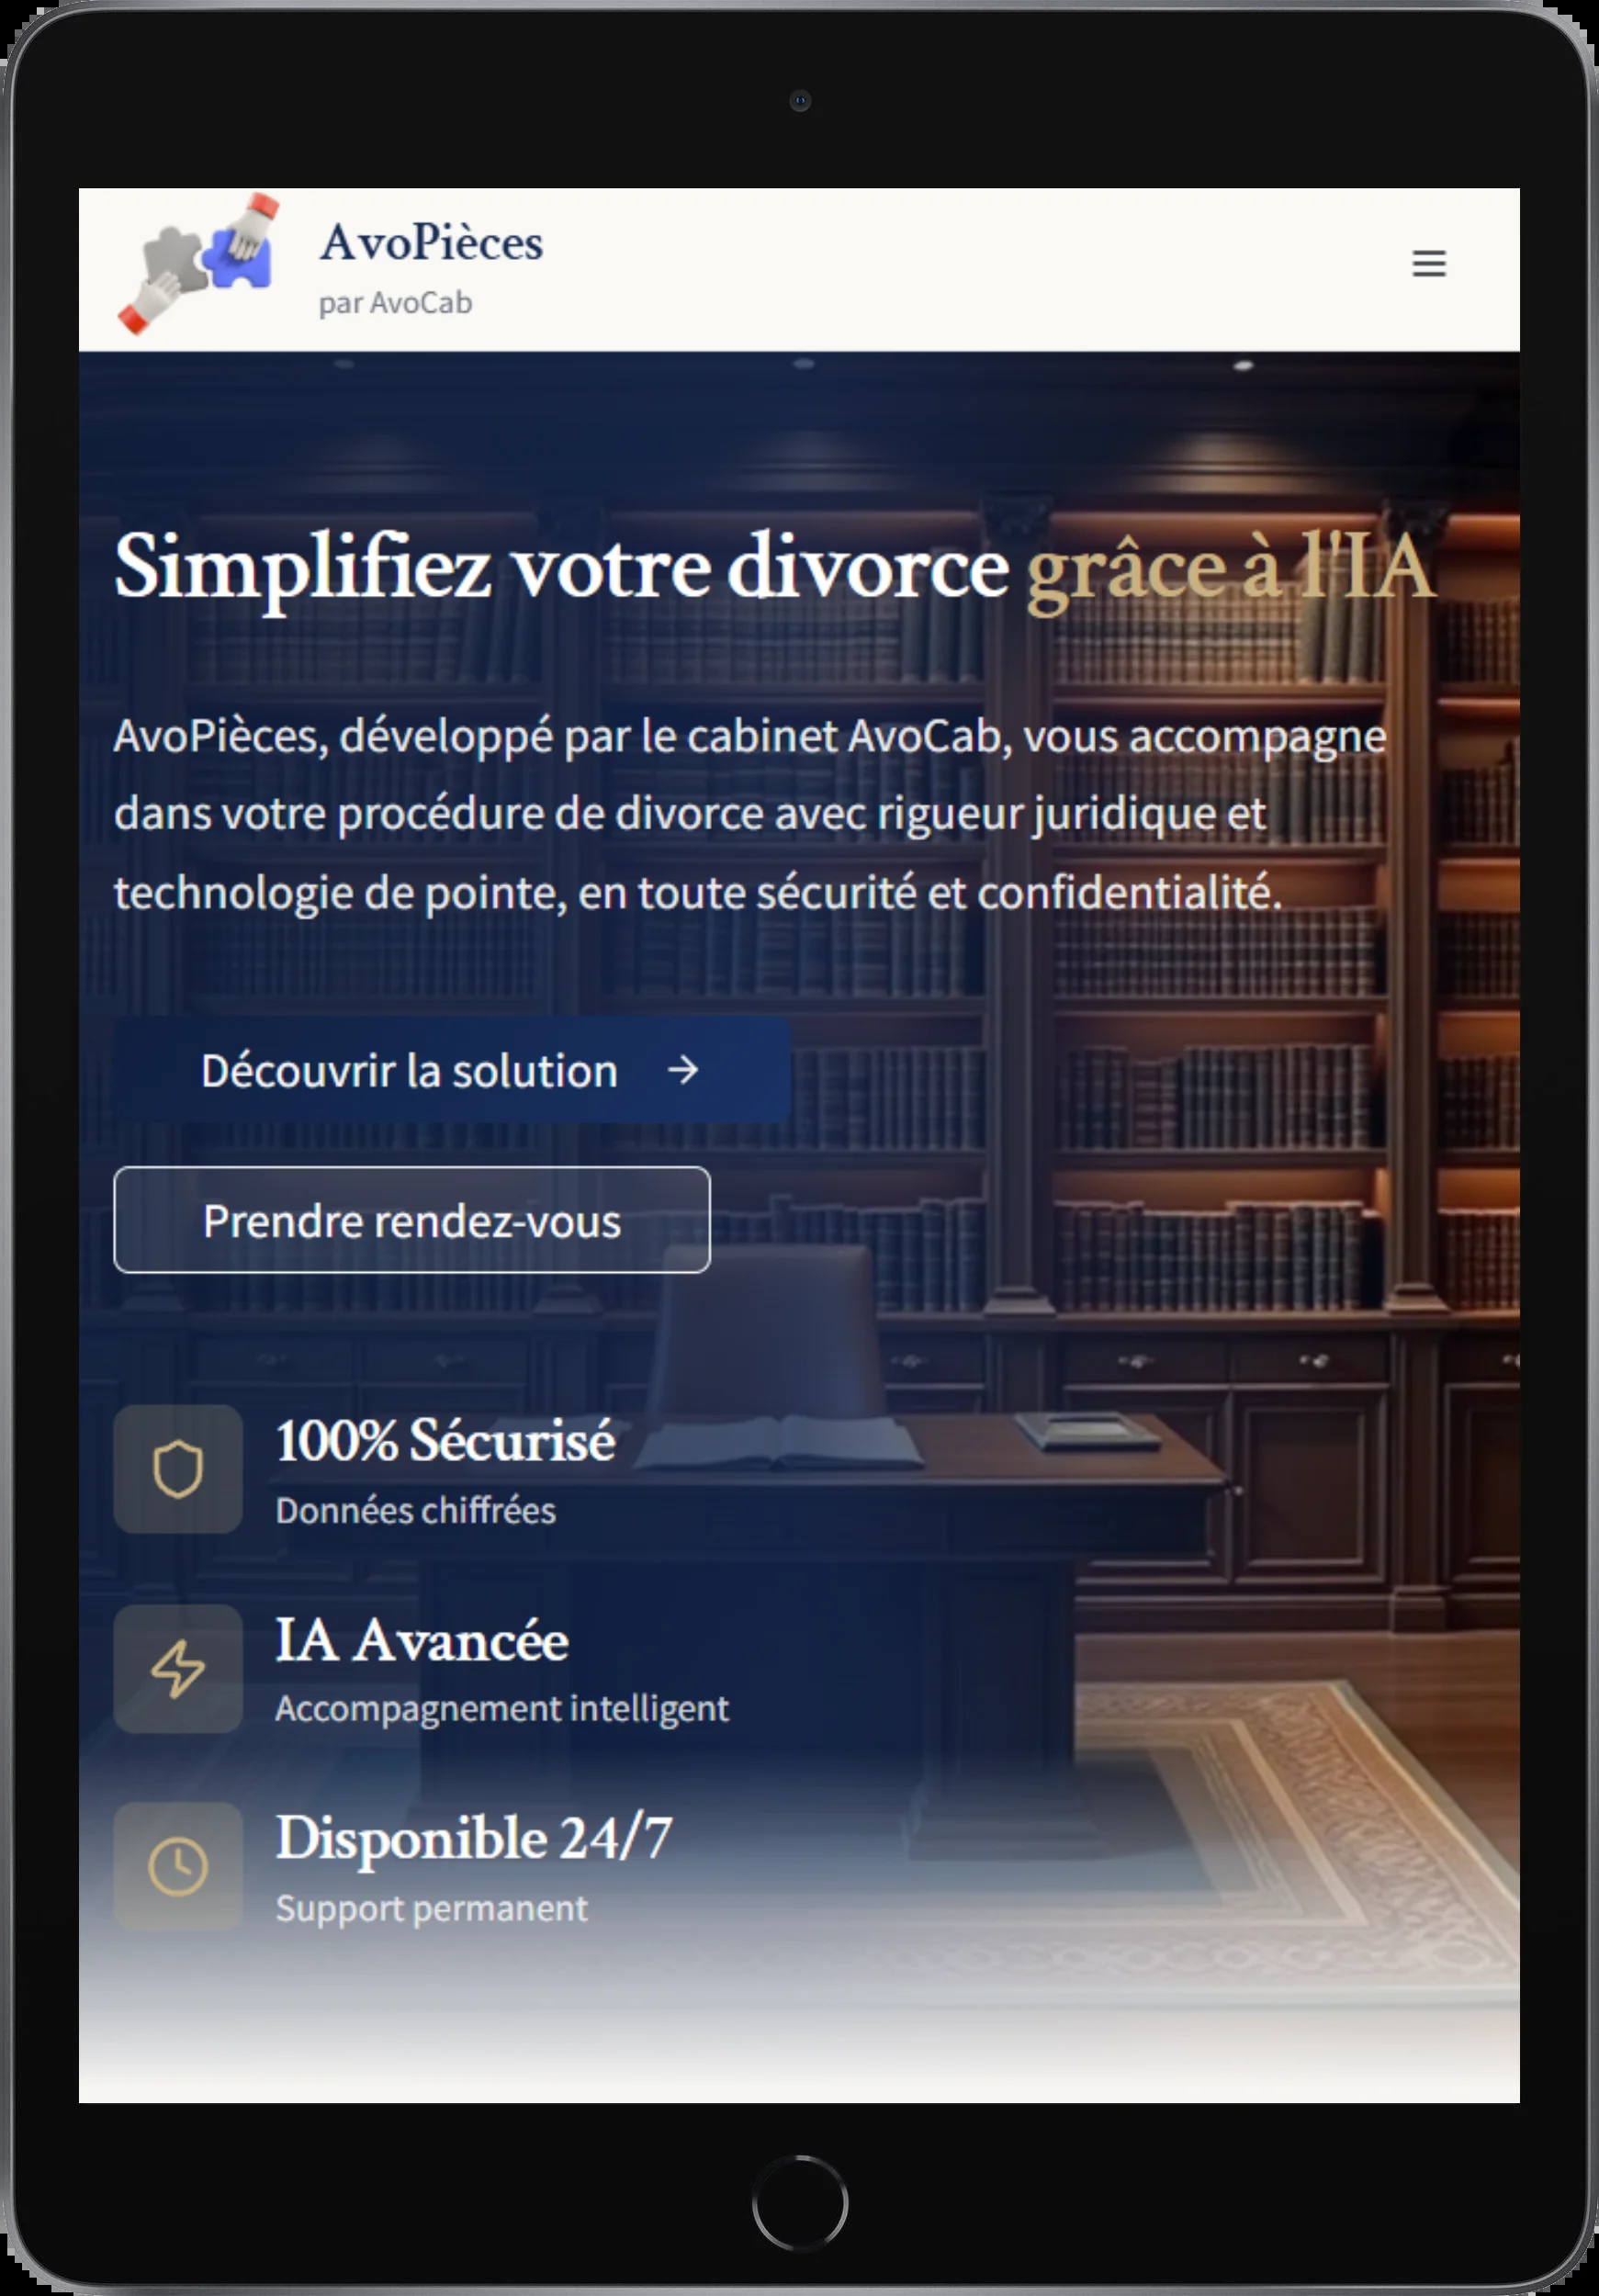 AvoPièces
par AvoCab
Simplifiez votre divorce grâce à l'IA
AvoPièces, développé par le cabinet AvoCab, vous accompagne
dans votre procédure de divorce avec rigueur juridique et
technologie de pointe, en toute sécurité et confidentialité.
Découvrir la solution →
Prendre rendez-vous
100% Sécurisé
Données chiffrées
IA Avancée
Accompagnement intelligent
Disponible 24/7
Support permanent